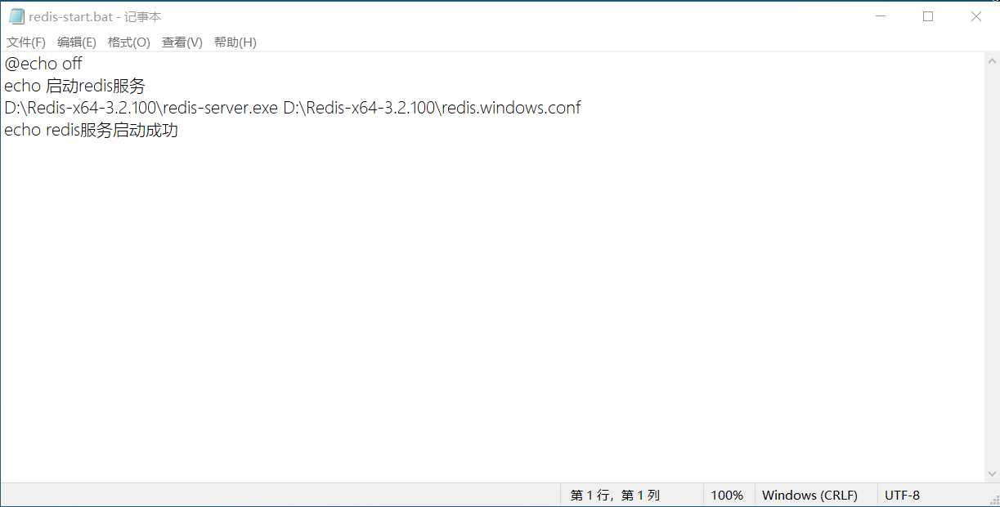 redis-start.bat - 记事本
文件(F) 编辑(E) 格式(O) 查看(V) 帮助(H)
@echo off
echo 启动redis服务
D:\Redis-x64-3.2.100\redis-server.exe D:\Redis-x64-3.2.100\redis.windows.conf
echo redis服务启动成功
第 1 行，第 1 列 100% Windows (CRLF) UTF-8